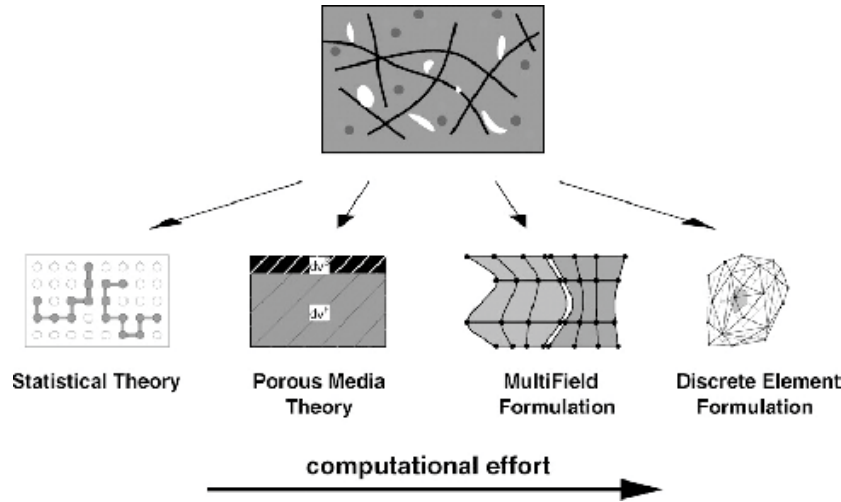 dv
dv
Statistical Theory
Porous Media
Theory
MultiField
Formulation
Discrete Element
Formulation
computational effort